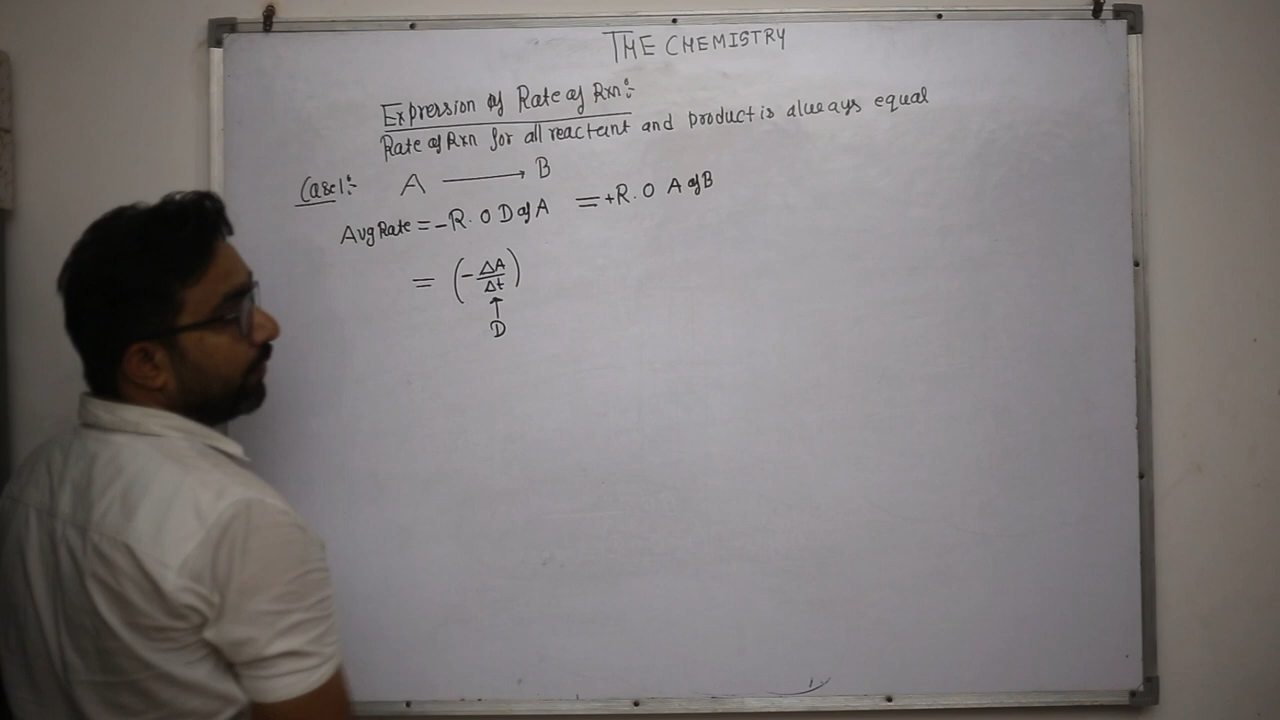 THE CHEMISTRY
Expression of Rate of Rxn:-
Rate of Rxn for all reactant and product is always equal
Case1:- A ⟶ B
Avg Rate = -R.O D of A = +R.O A of B
= (-ΔA/Δt)
↑
D